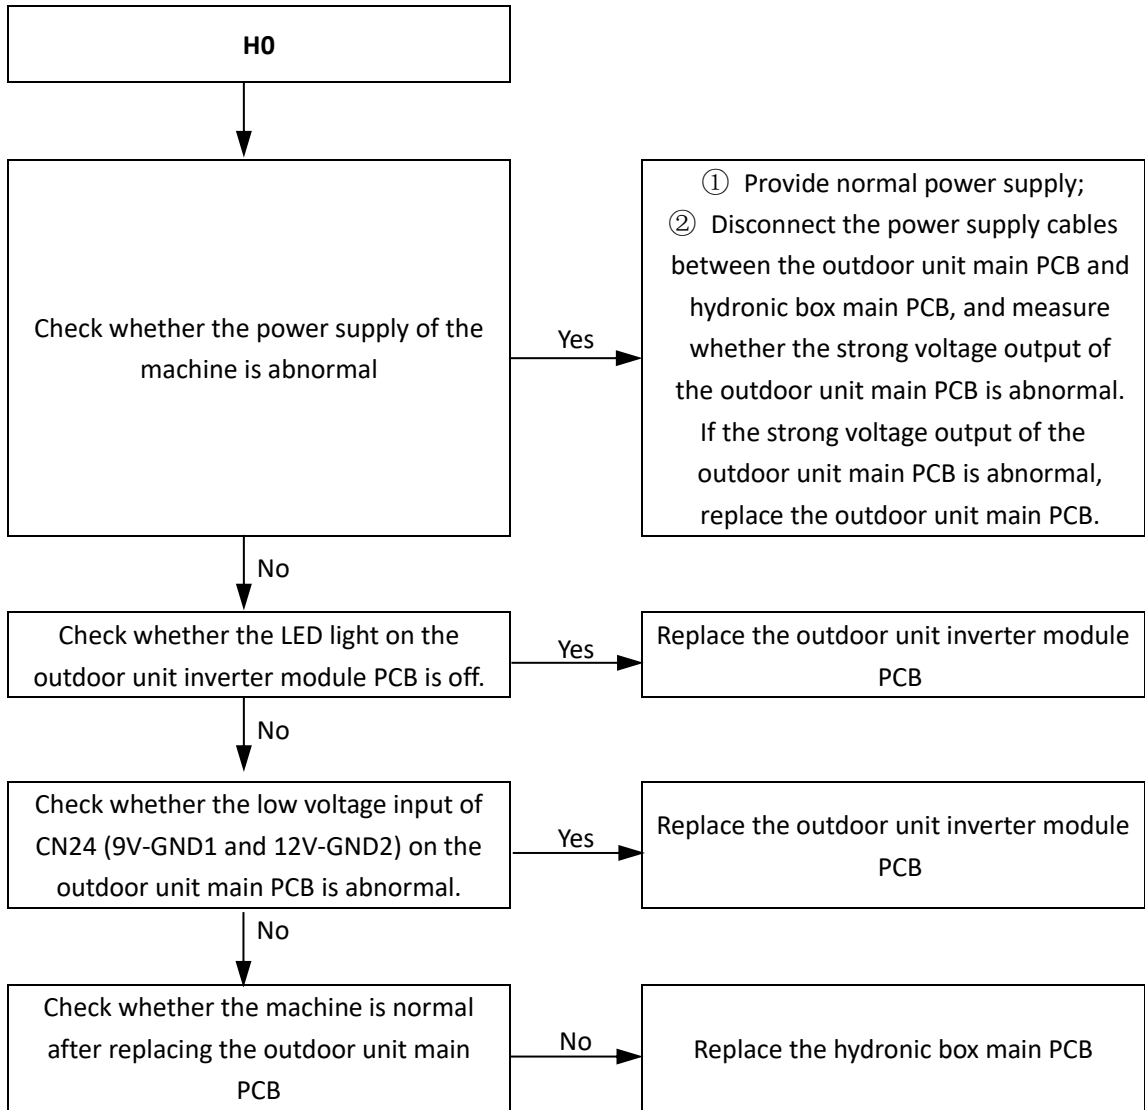 H0
Check whether the power supply of the
machine is abnormal
Yes
① Provide normal power supply;
② Disconnect the power supply cables
between the outdoor unit main PCB and
hydronic box main PCB, and measure
whether the strong voltage output of
the outdoor unit main PCB is abnormal.
If the strong voltage output of the
outdoor unit main PCB is abnormal,
replace the outdoor unit main PCB.
No
Check whether the LED light on the
outdoor unit inverter module PCB is off.
Yes
Replace the outdoor unit inverter module
PCB
No
Check whether the low voltage input of
CN24 (9V-GND1 and 12V-GND2) on the
outdoor unit main PCB is abnormal.
Yes
Replace the outdoor unit inverter module
PCB
No
Check whether the machine is normal
after replacing the outdoor unit main
PCB
No
Replace the hydronic box main PCB